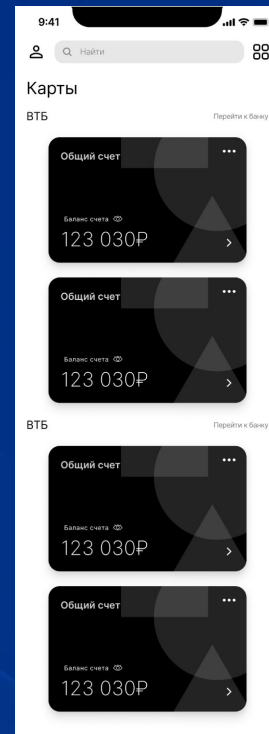 9:41
Найти
Карты
ВТБ Перейти к банку
Общий счет
Баланс счета
123 030₽
Общий счет
Баланс счета
123 030₽
ВТБ Перейти к банку
Общий счет
Баланс счета
123 030₽
Общий счет
Баланс счета
123 030₽